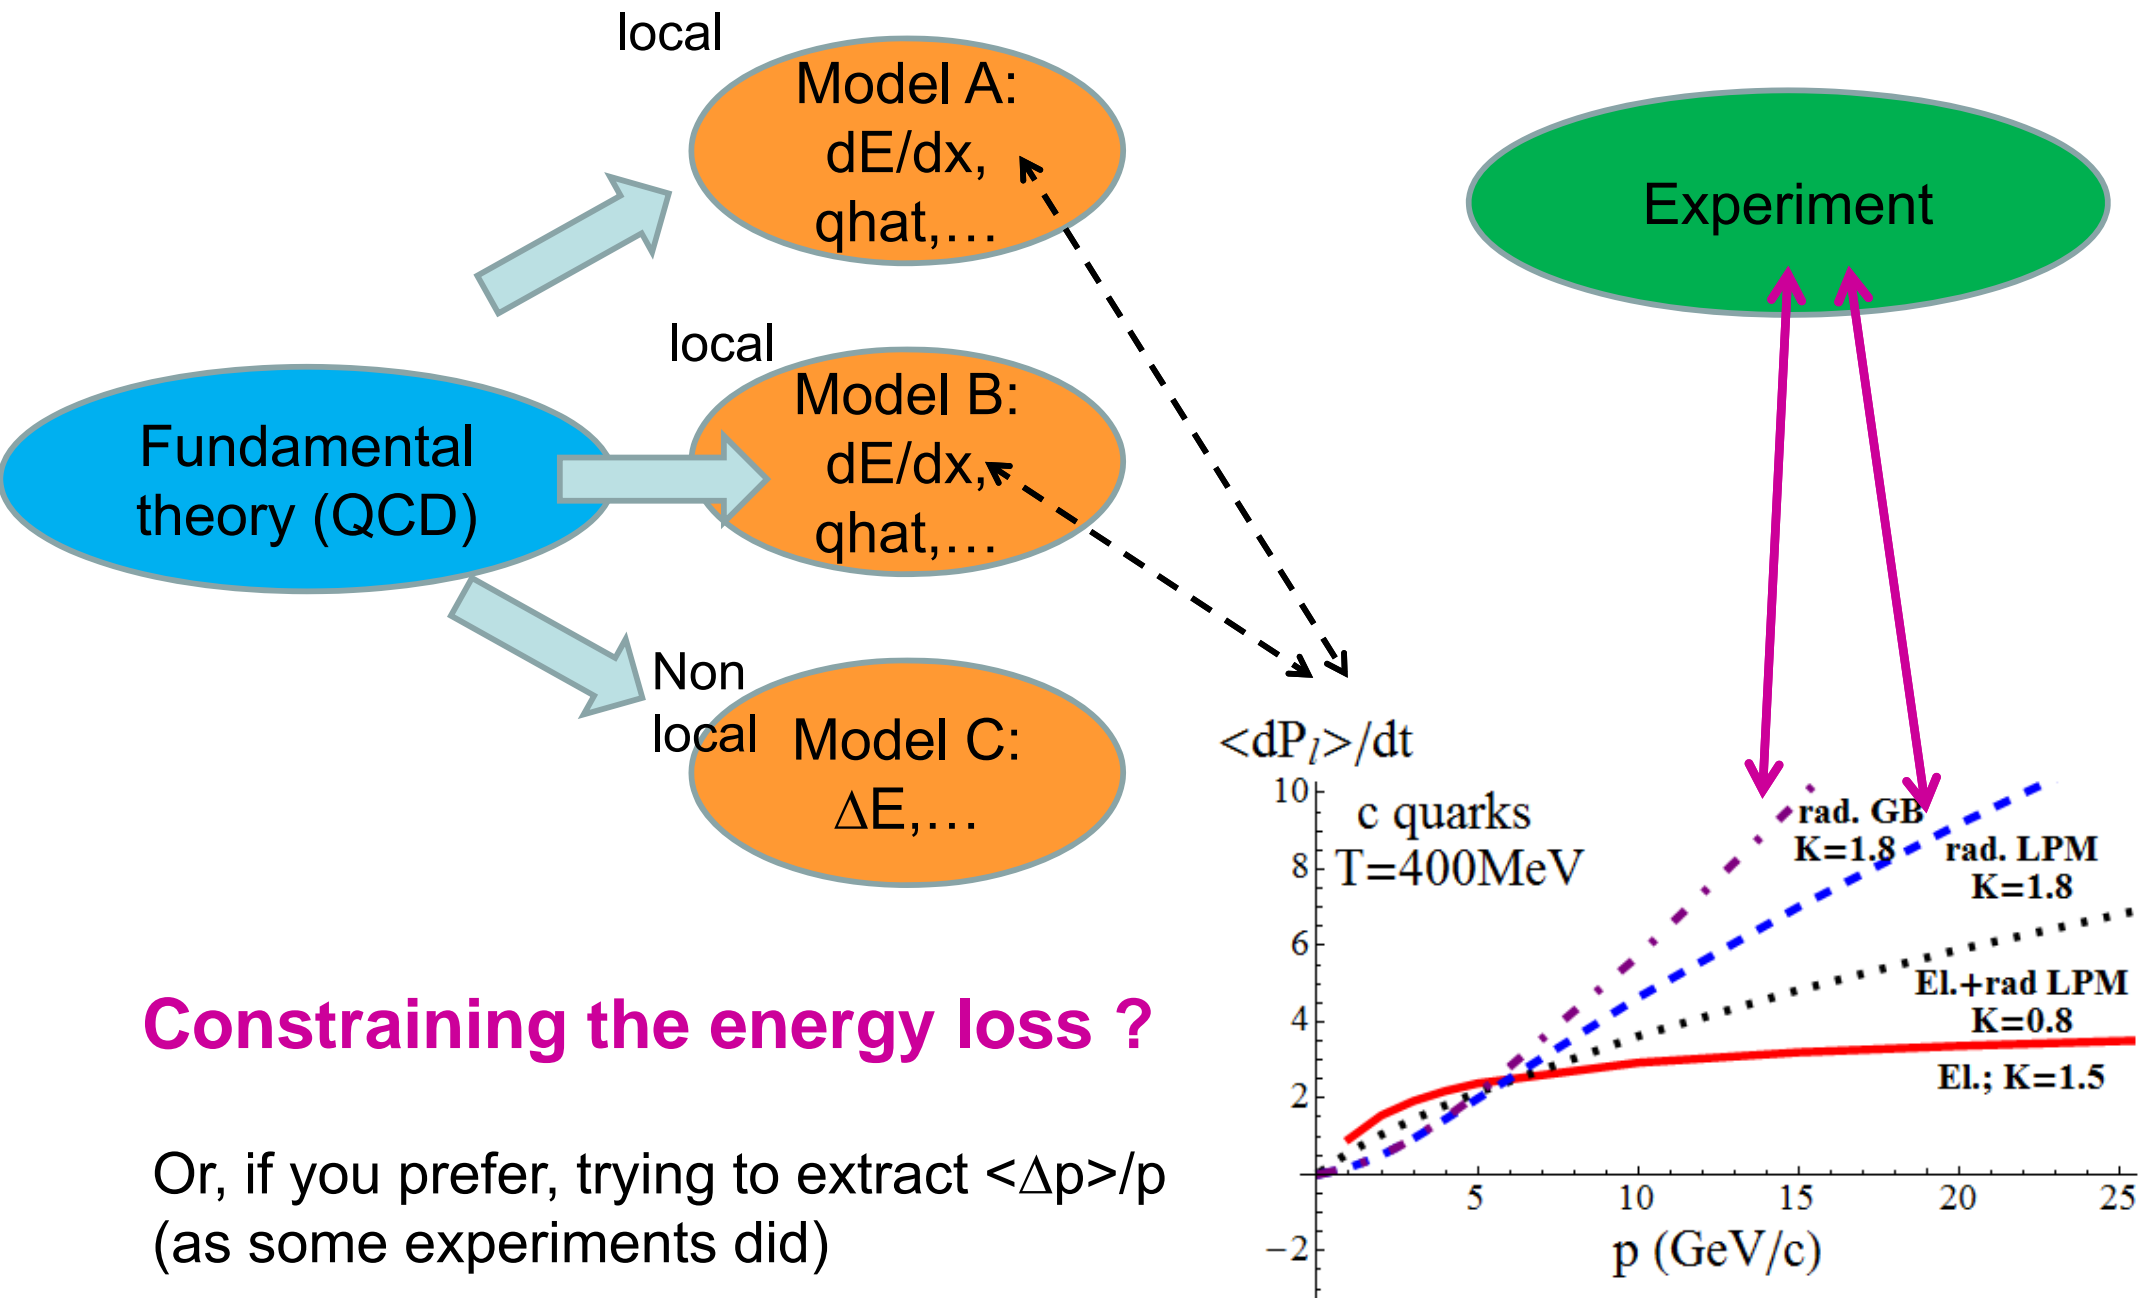 local
Model A:
dE/dx,
qhat,…
Experiment
local
Model B:
dE/dx,
qhat,…
Fundamental
theory (QCD)
Non
local
Model C:
ΔE,…
<dP_l>/dt
10
8
6
4
2
−2
c quarks
T=400MeV
rad. GB
K=1.8
rad. LPM
K=1.8
El.+rad LPM
K=0.8
El.; K=1.5
5 10 15 20 25
p (GeV/c)
Constraining the energy loss ?
Or, if you prefer, trying to extract <Δp>/p
(as some experiments did)